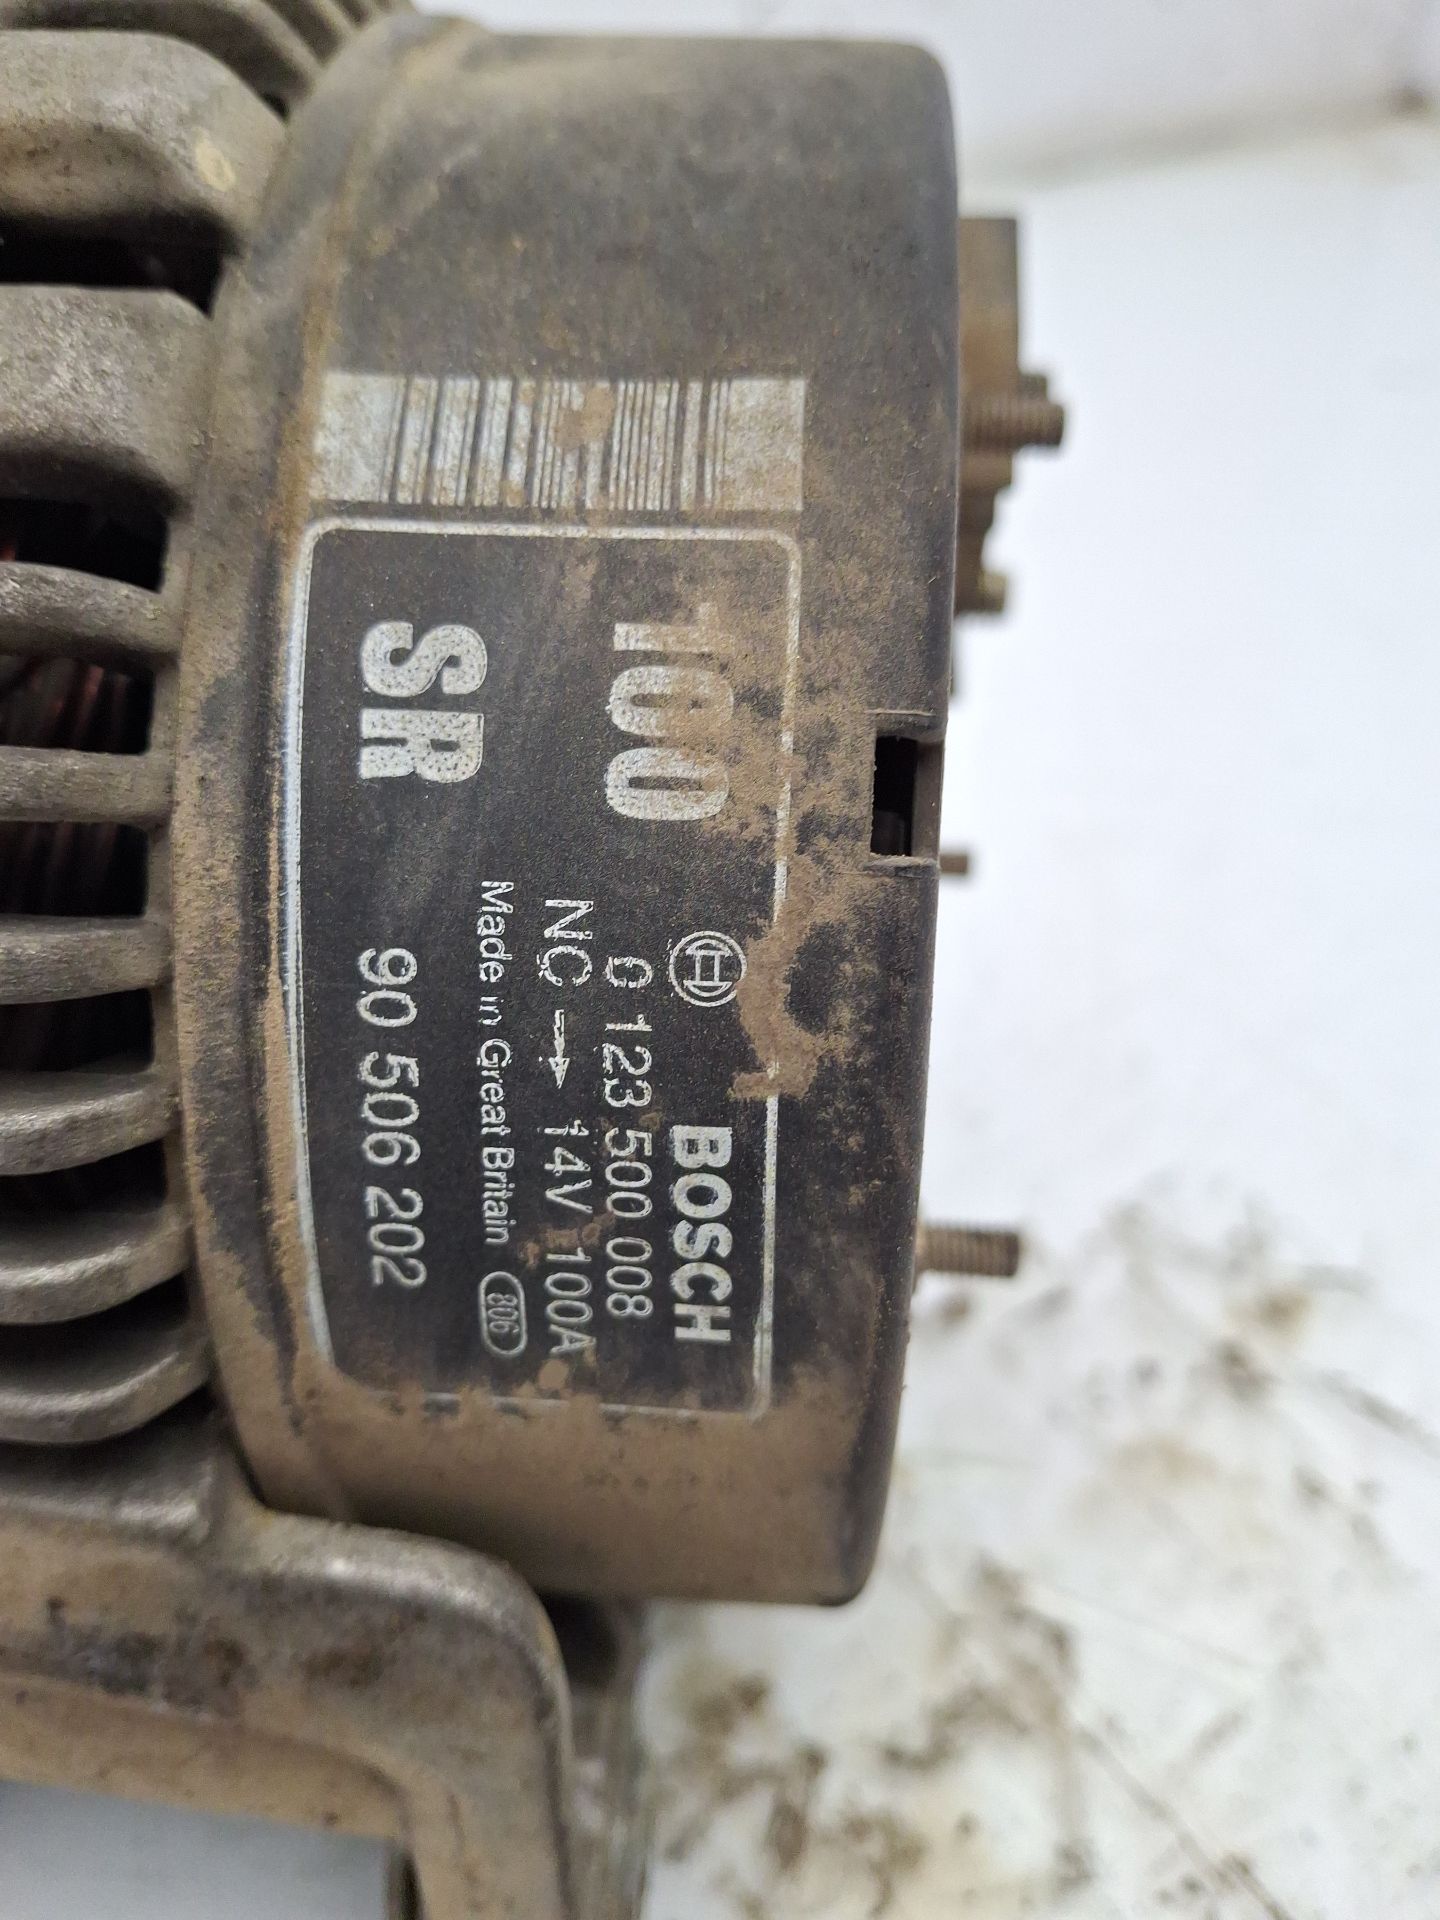 100
BOSCH
0 123 500 008
NC 14V 100A
Made in Great Britain 806
SR
90 506 202